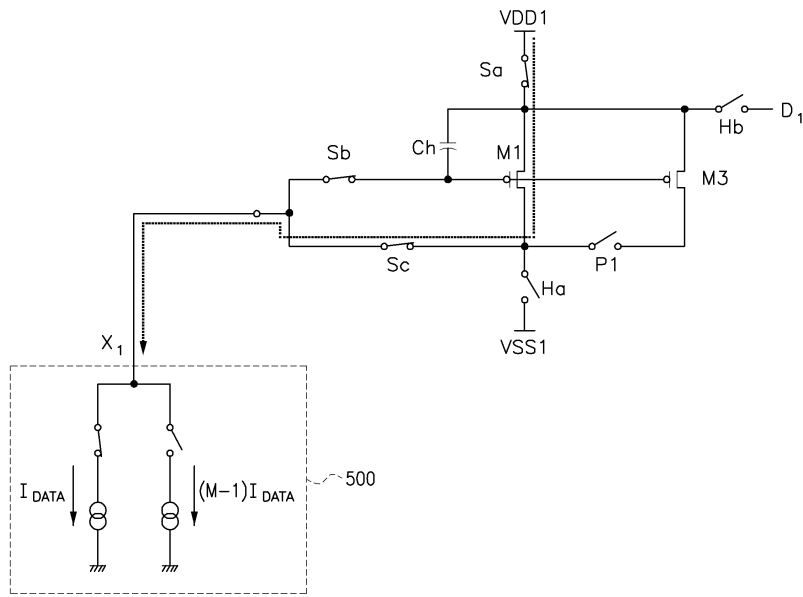 VDD1
Sa
D1
Hb
Ch
M1
Sb
M3
Sc
P1
Ha
X1
VSS1
IDATA
(M-1)IDATA
500